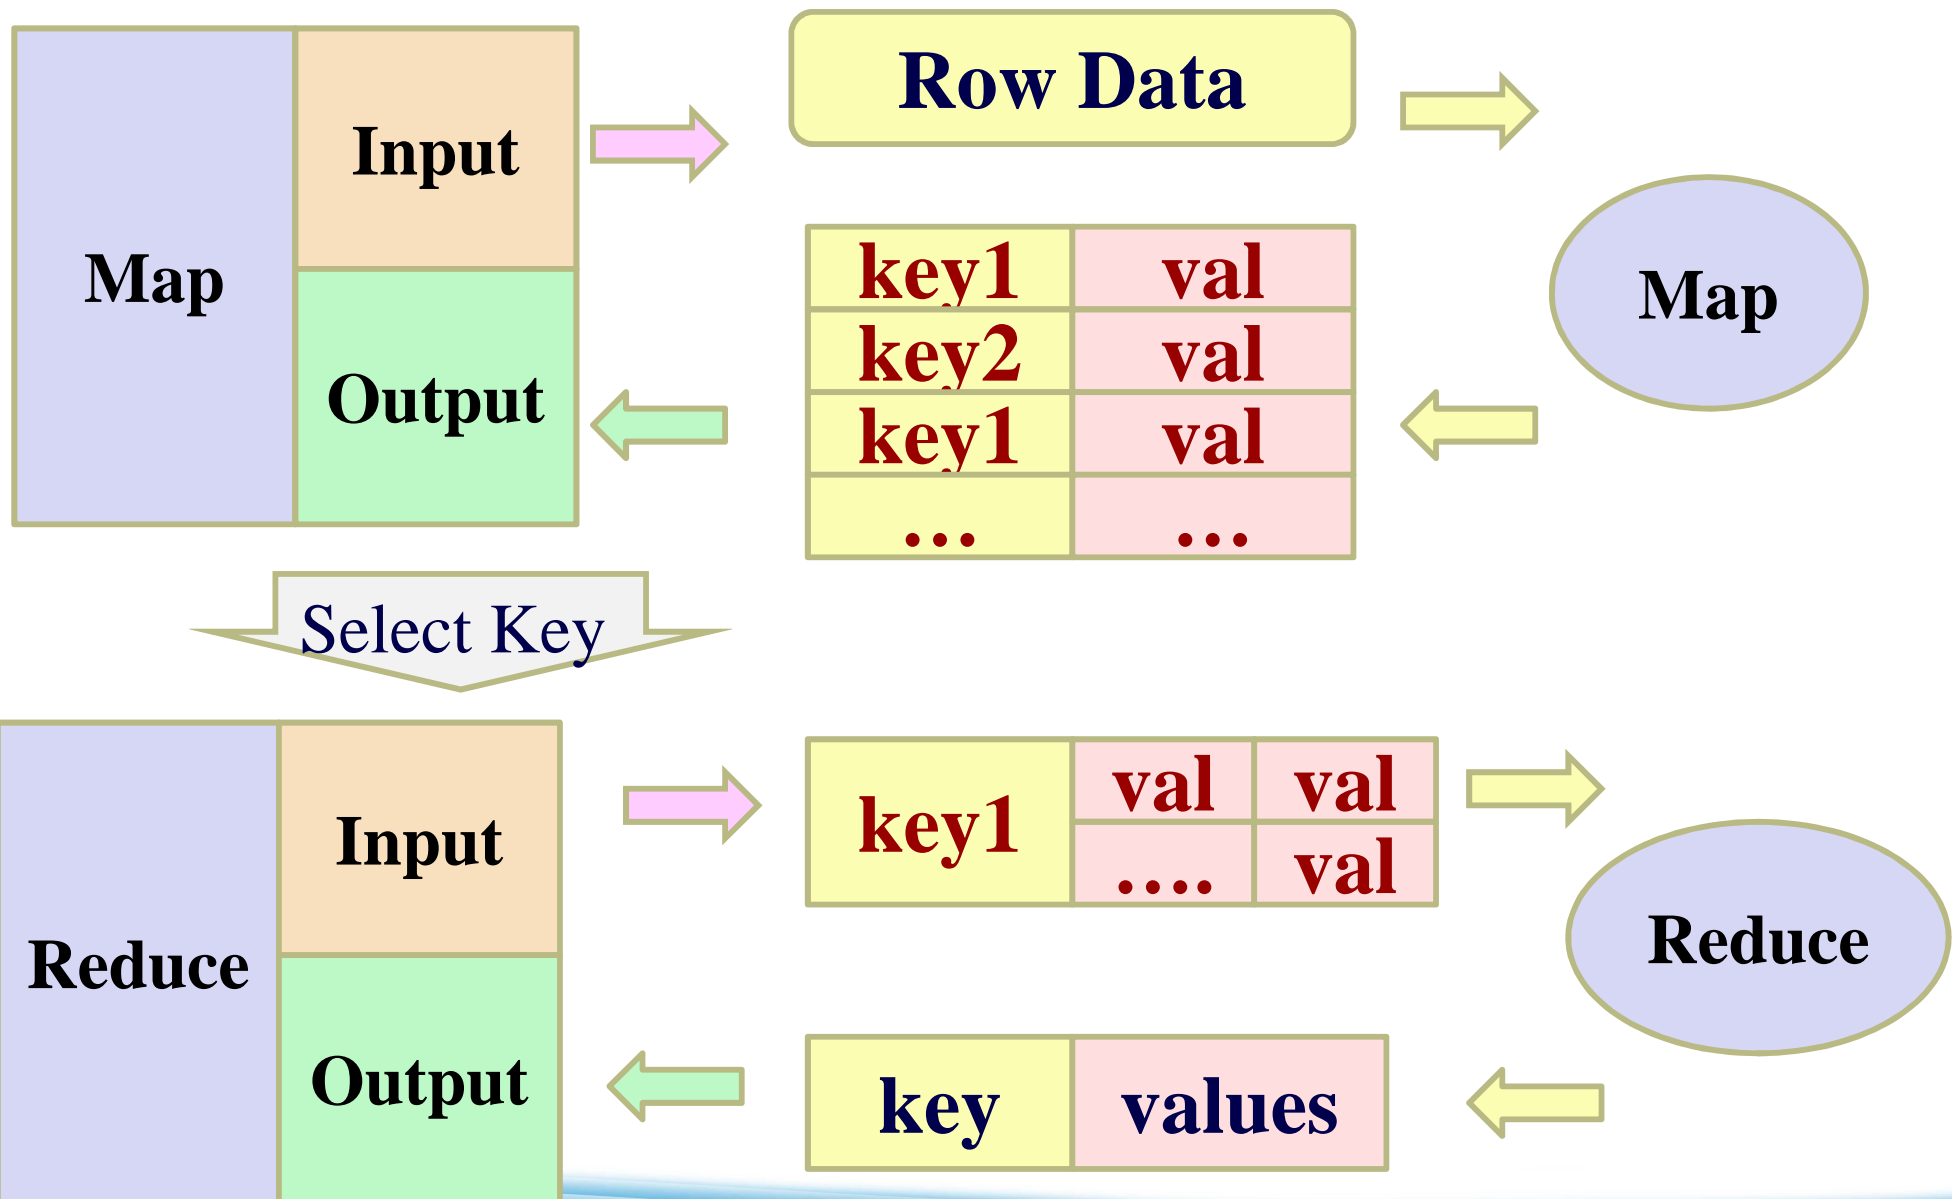 Row Data
Input
Map
Output
key1 val
key2 val
key1 val
... ...
Map
Select Key
Input
Reduce
Output
key1
val val
.... val
Reduce
key values